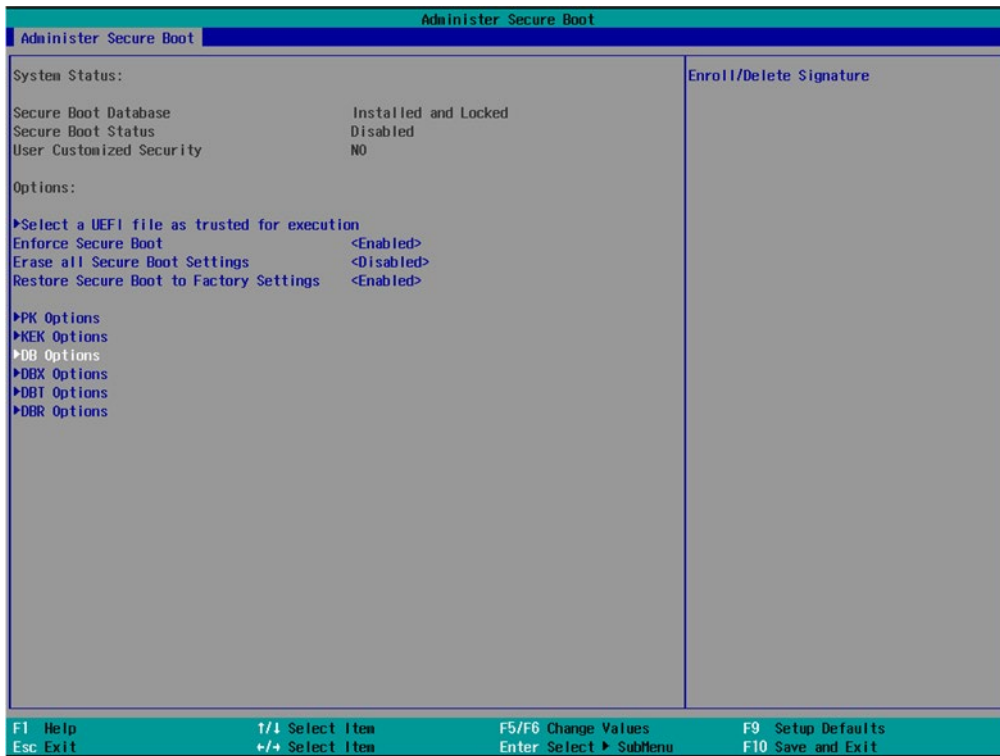 Administer Secure Boot
Administer Secure Boot
System Status:
Enroll/Delete Signature
Secure Boot Database Installed and Locked
Secure Boot Status Disabled
User Customized Security NO
Options:
▶Select a UEFI file as trusted for execution
Enforce Secure Boot <Enabled>
Erase all Secure Boot Settings <Disabled>
Restore Secure Boot to Factory Settings <Enabled>
▶PK Options
▶KEK Options
▶DB Options
▶DBX Options
▶DBT Options
▶DBR Options
F1 Help ↑/↓ Select Item F5/F6 Change Values F9 Setup Defaults
Esc Exit ←/→ Select Item Enter Select ▶ SubMenu F10 Save and Exit